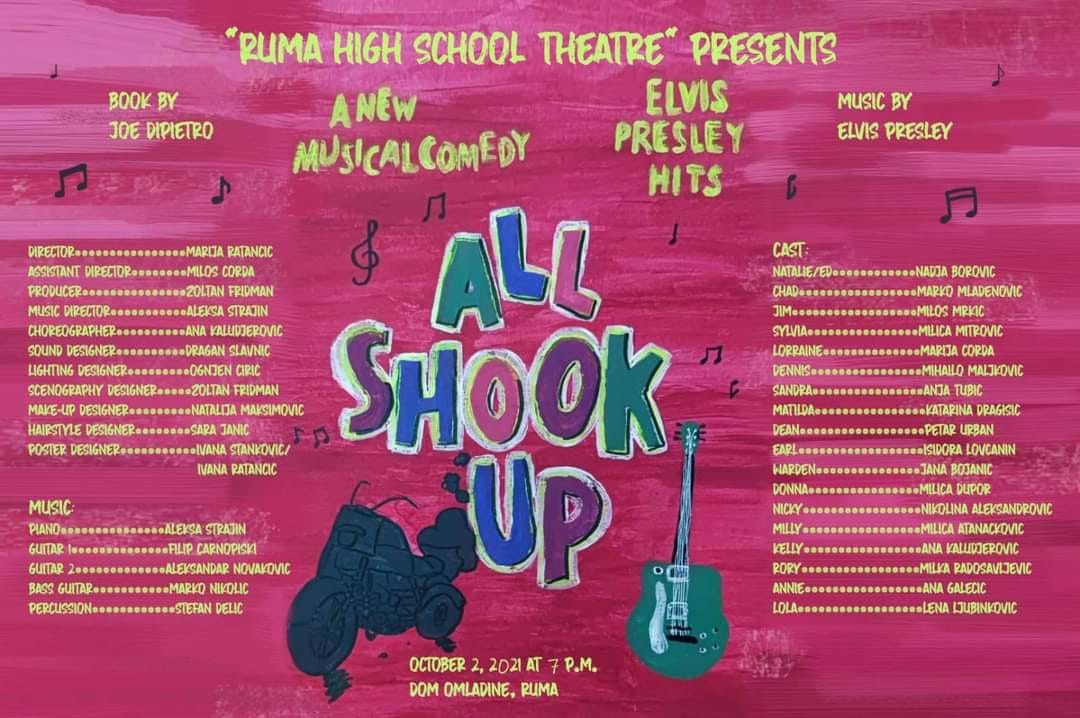 "RUMA HIGH SCHOOL THEATRE" PRESENTS
BOOK BY
JOE DIPIETRO
A NEW
MUSICAL COMEDY
ELVIS
PRESLEY
HITS
MUSIC BY
ELVIS PRESLEY
ALL
SHOOK
UP
DIRECTOR••••••••••••••••MARIJA RATANCIC
ASSISTANT DIRECTOR••••••••MILOS CORDA
PRODUCER•••••••••••••••ZOLTAN FRIDMAN
MUSIC DIRECTOR•••••••••••ALEKSA STRAJIN
CHOREOGRAPHER••••••••••ANA KALUDJEROVIC
SOUND DESIGNER••••••••••DRAGAN SLAVNIC
LIGHTING DESIGNER•••••••••OGNJEN CIRIC
SCENOGRAPHY DESIGNER•••••ZOLTAN FRIDMAN
MAKE-UP DESIGNER•••••••••NATALIJA MAKSIMOVIC
HAIRSTYLE DESIGNER••••••••SARA JANIC
POSTER DESIGNER•••••••••••IVANA STANKOVIC/
IVANA RATANCIC
MUSIC:
PIANO•••••••••••••••ALEKSA STRAJIN
GUITAR 1••••••••••••••FILIP CARNOPISKI
GUITAR 2•••••••••••••ALEKSANDAR NOVAKOVIC
BASS GUITAR•••••••••••MARKO NIKOLIC
PERCUSSION••••••••••••STEFAN DELIC
CAST:
NATALIE/ED••••••••••••NADJA BOROVIC
CHAD•••••••••••••••••MARKO MLADENOVIC
JIM••••••••••••••••••MILOS MRKIC
SYLVIA••••••••••••••••MILICA MITROVIC
LORRAINE••••••••••••••MARIJA CORDA
DENNIS••••••••••••••••MIHAILO MALJKOVIC
SANDRA•••••••••••••••ANJA TUBIC
MATILDA•••••••••••••••KATARINA DRAGISIC
DEAN•••••••••••••••••PETAR URBAN
EARL•••••••••••••••••ISIDORA LOVCANIN
WARDEN•••••••••••••••JANA BOJANIC
DONNA••••••••••••••••MILICA DUPOR
NICKY•••••••••••••••••NIKOLINA ALEKSANDROVIC
MILLY•••••••••••••••••MILICA ATANACKOVIC
KELLY•••••••••••••••••ANA KALUDJEROVIC
RORY•••••••••••••••••MILKA RADOSAVLJEVIC
ANNIE•••••••••••••••••ANA GALECIC
LOLA•••••••••••••••••LENA LJUBINKOVIC
OCTOBER 2, 2021 AT 7 P.M.
DOM OMLADINE, RUMA